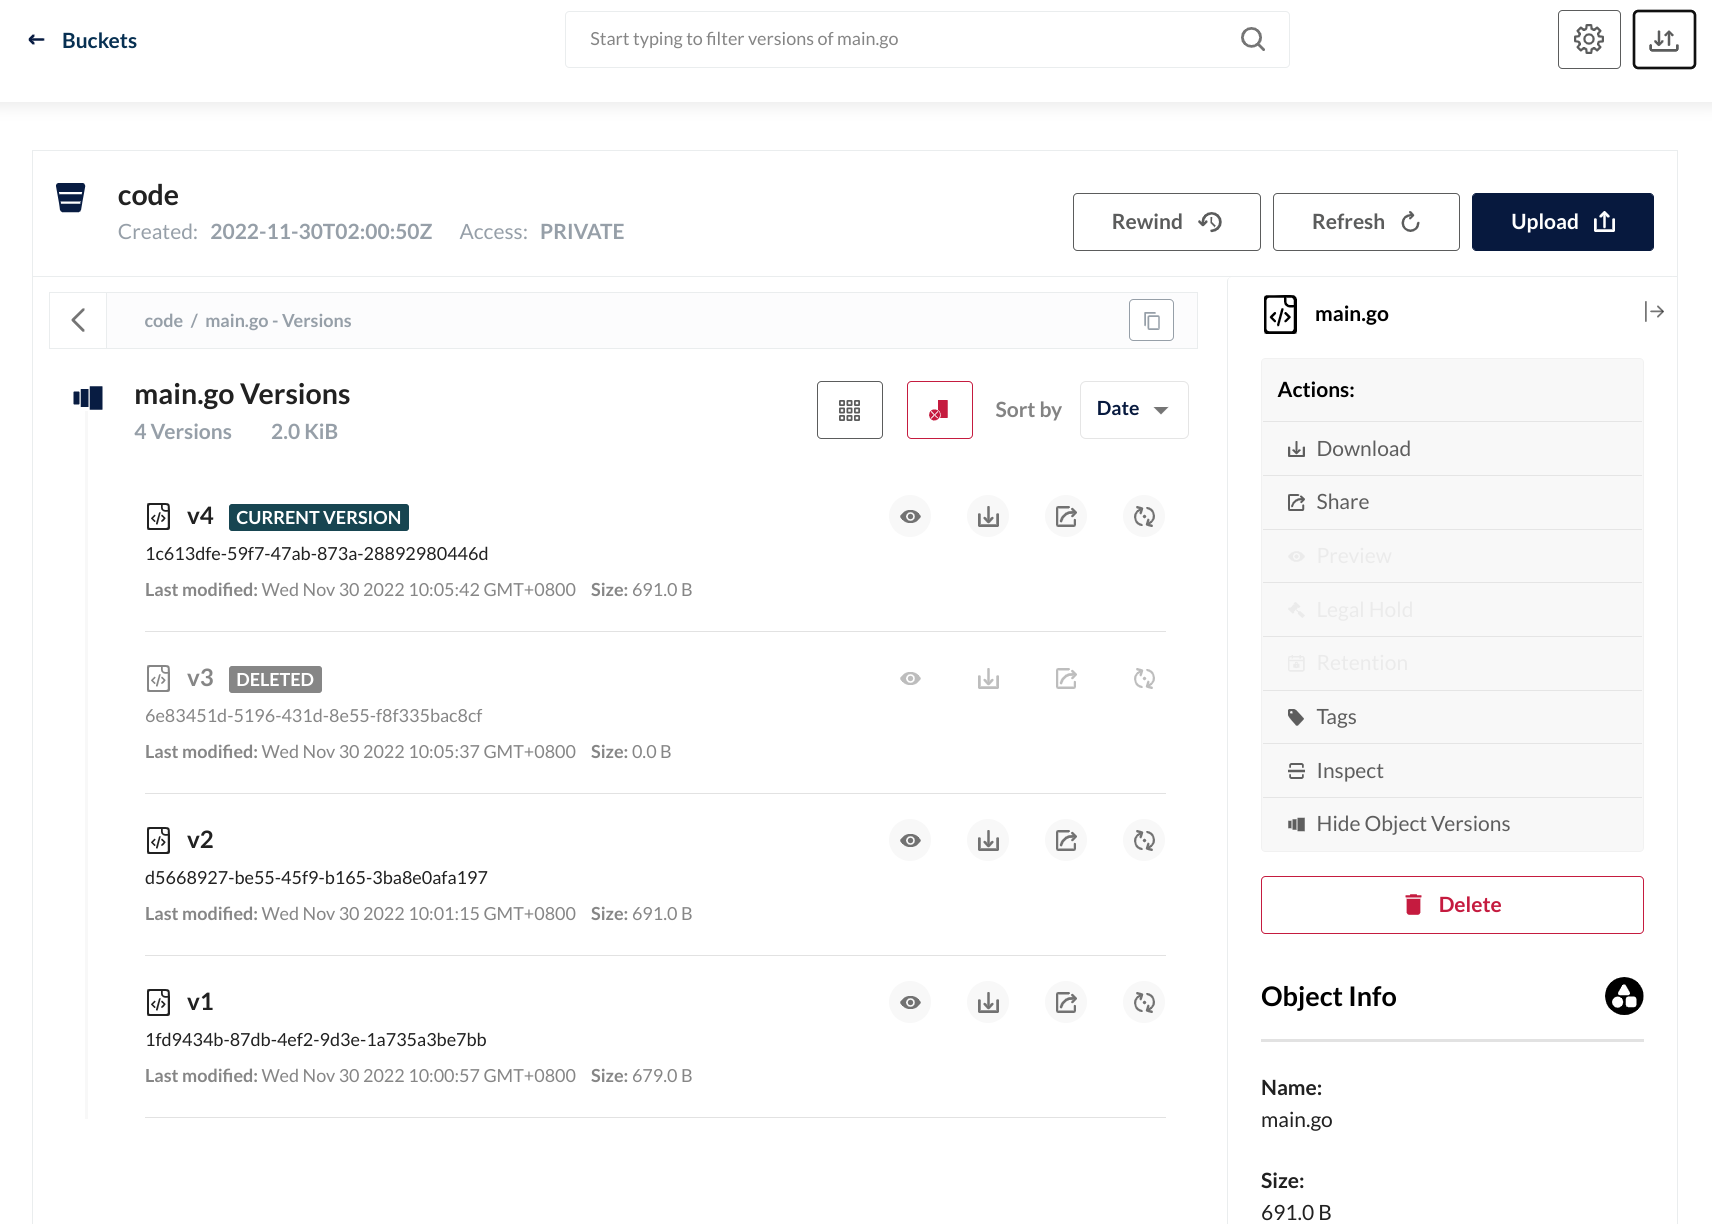 Buckets
Start typing to filter versions of main.go
code
Created: 2022-11-30T02:00:50Z Access: PRIVATE
Rewind
Refresh
Upload
code / main.go - Versions
main.go Versions
4 Versions 2.0 KiB
Sort by
Date
v4 CURRENT VERSION
1c613dfe-59f7-47ab-873a-28892980446d
Last modified: Wed Nov 30 2022 10:05:42 GMT+0800 Size: 691.0 B
v3 DELETED
6e83451d-5196-431d-8e55-f8f335bac8cf
Last modified: Wed Nov 30 2022 10:05:37 GMT+0800 Size: 0.0 B
v2
d5668927-be55-45f9-b165-3ba8e0afa197
Last modified: Wed Nov 30 2022 10:01:15 GMT+0800 Size: 691.0 B
v1
1fd9434b-87db-4ef2-9d3e-1a735a3be7bb
Last modified: Wed Nov 30 2022 10:00:57 GMT+0800 Size: 679.0 B
main.go
Actions:
Download
Share
Preview
Legal Hold
Retention
Tags
Inspect
Hide Object Versions
Delete
Object Info
Name:
main.go
Size:
691.0 B